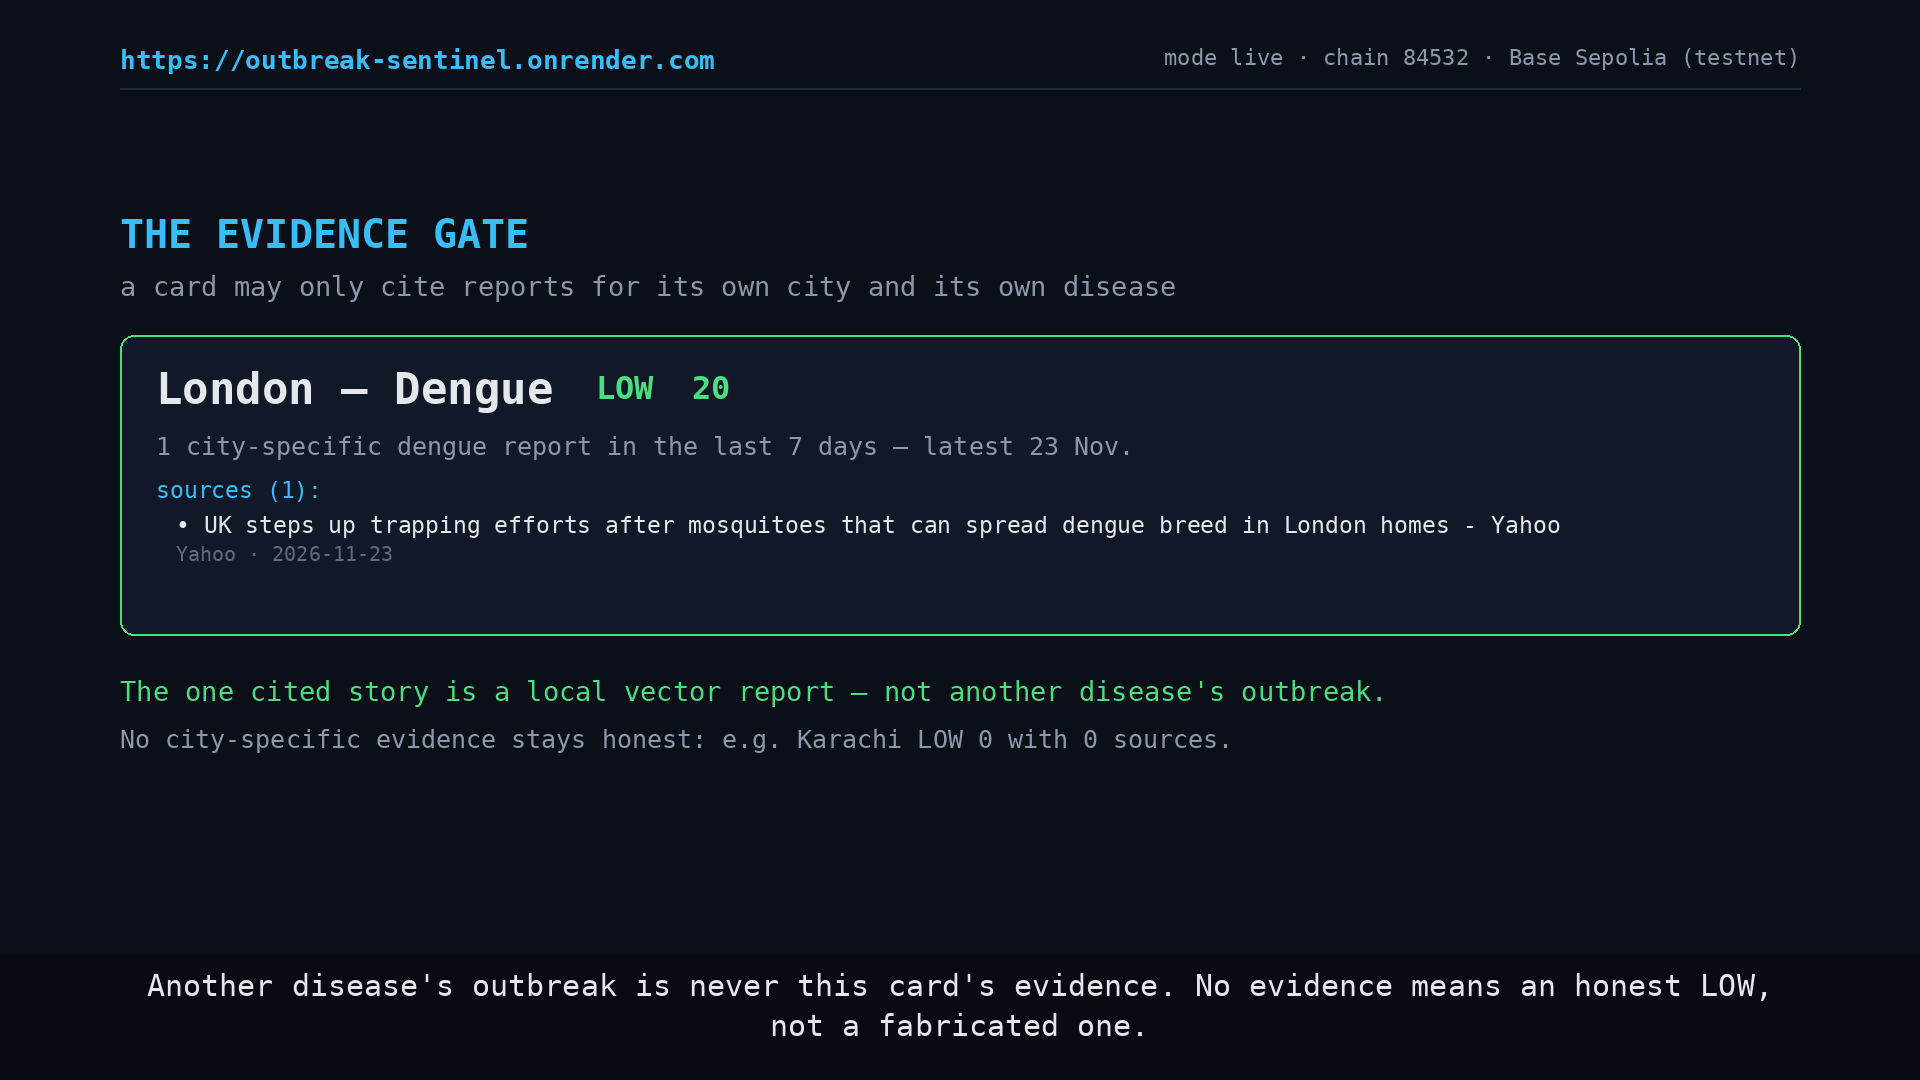 https://outbreak-sentinel.onrender.com
mode live · chain 84532 · Base Sepolia (testnet)
THE EVIDENCE GATE
a card may only cite reports for its own city and its own disease
London — Dengue LOW 20
1 city-specific dengue report in the last 7 days — latest 23 Nov.
sources (1):
• UK steps up trapping efforts after mosquitoes that can spread dengue breed in London homes - Yahoo
Yahoo · 2026-11-23
The one cited story is a local vector report — not another disease's outbreak.
No city-specific evidence stays honest: e.g. Karachi LOW 0 with 0 sources.
Another disease's outbreak is never this card's evidence. No evidence means an honest LOW,
not a fabricated one.